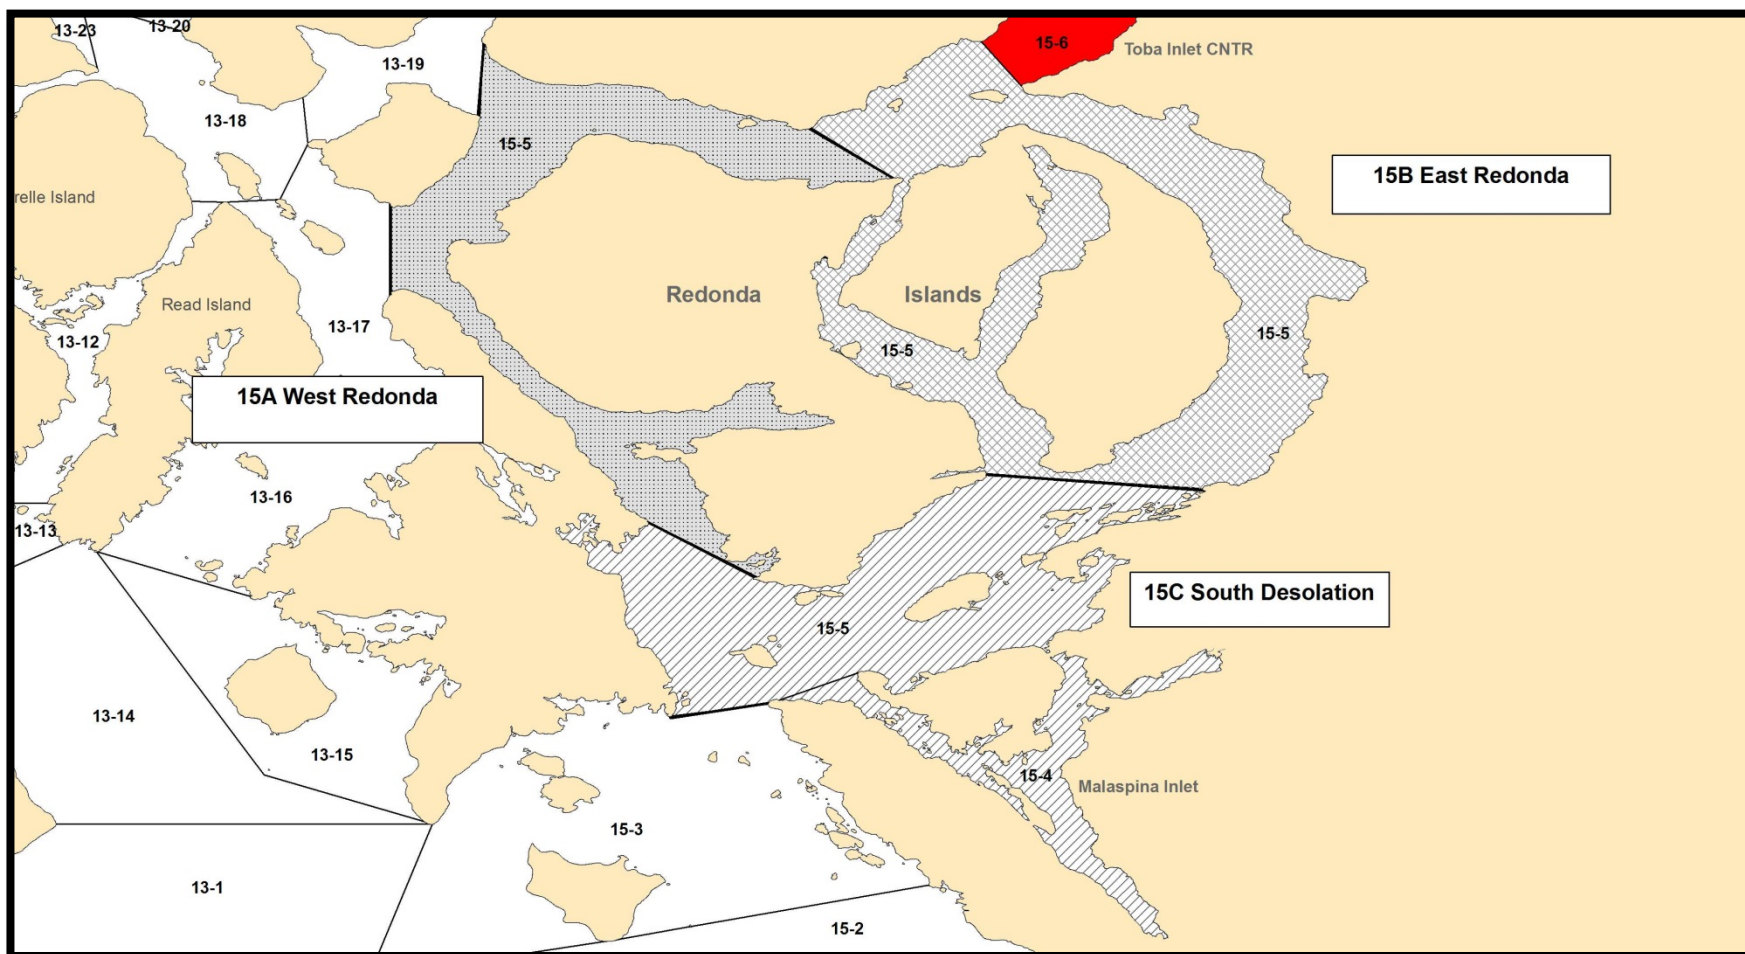 13-23
13-20
15-6
Toba Inlet CNTR
13-19
13-18
15-5
15B East Redonda
relle Island
Redonda
Islands
Read Island
13-17
15-5
15-5
13-12
15A West Redonda
13-16
13-13
15C South Desolation
15-5
13-14
13-15
15-4
Malaspina Inlet
15-3
13-1
15-2